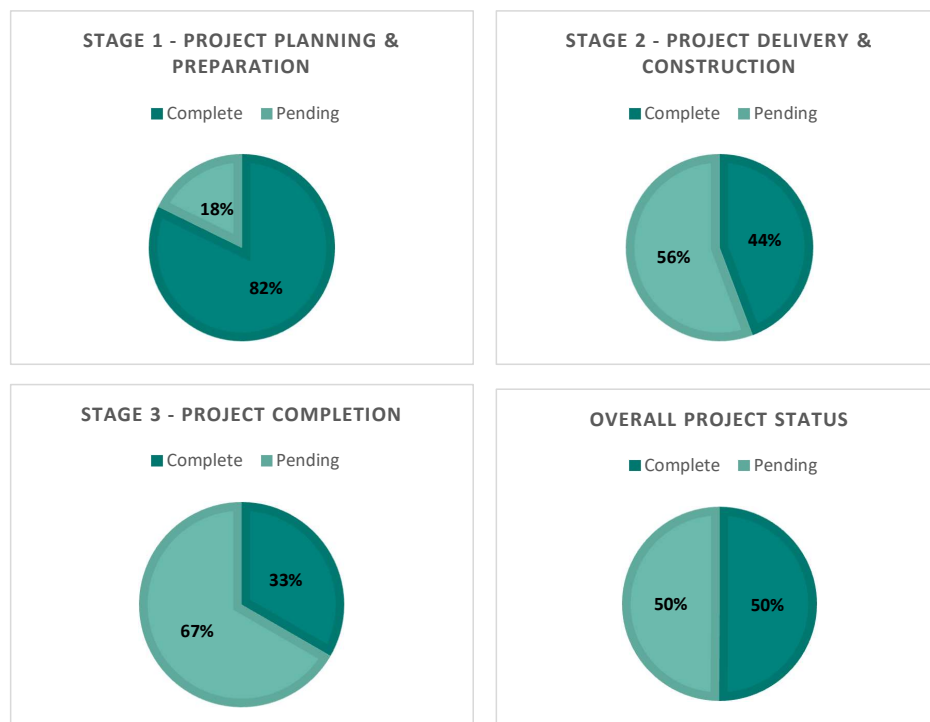 STAGE 1 - PROJECT PLANNING &
PREPARATION
Complete Pending
18%
82%
STAGE 2 - PROJECT DELIVERY &
CONSTRUCTION
Complete Pending
44%
56%
STAGE 3 - PROJECT COMPLETION
Complete Pending
33%
67%
OVERALL PROJECT STATUS
Complete Pending
50% 50%